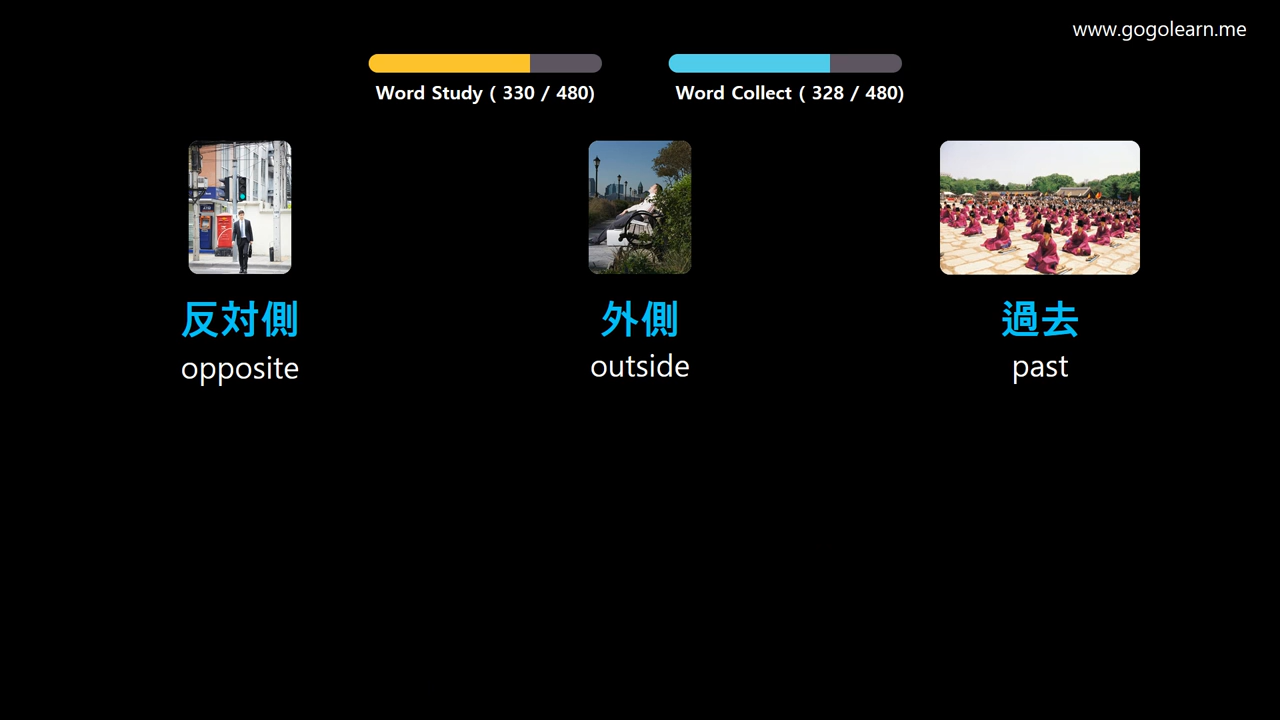 www.gogolearn.me
Word Study ( 330 / 480)
Word Collect ( 328 / 480)
反対側
外側
過去
opposite
outside
past